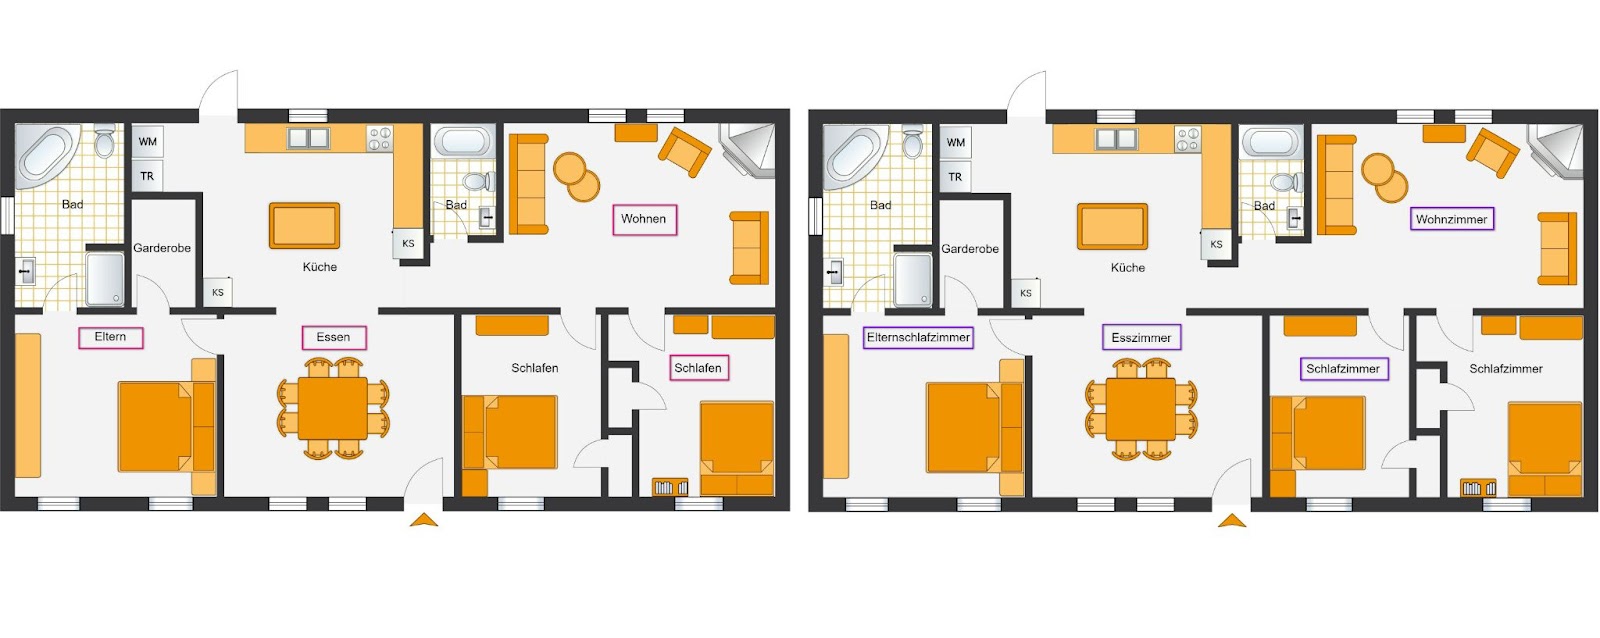 WM
TR
Bad
Garderobe
Küche
KS
KS
Bad
Wohnen
Eltern
Essen
Schlafen
Schlafen
WM
TR
Bad
Garderobe
Küche
KS
KS
Bad
Wohnzimmer
Elternschlafzimmer
Esszimmer
Schlafzimmer
Schlafzimmer